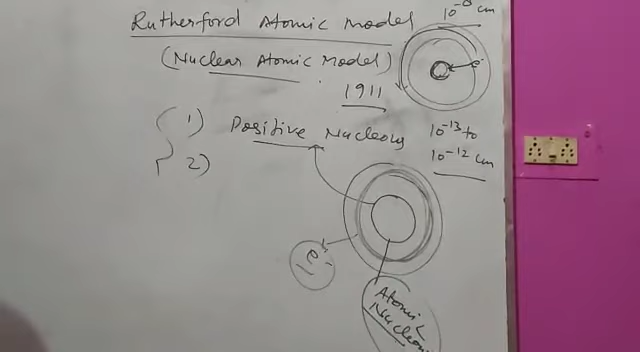 Rutherford Atomic Model
10⁻⁸ cm
(Nuclear Atomic Model)
e⁻
1911
1) Positive Nucleous
10⁻¹³ to
10⁻¹² cm
2)
Atomic
Nucleous